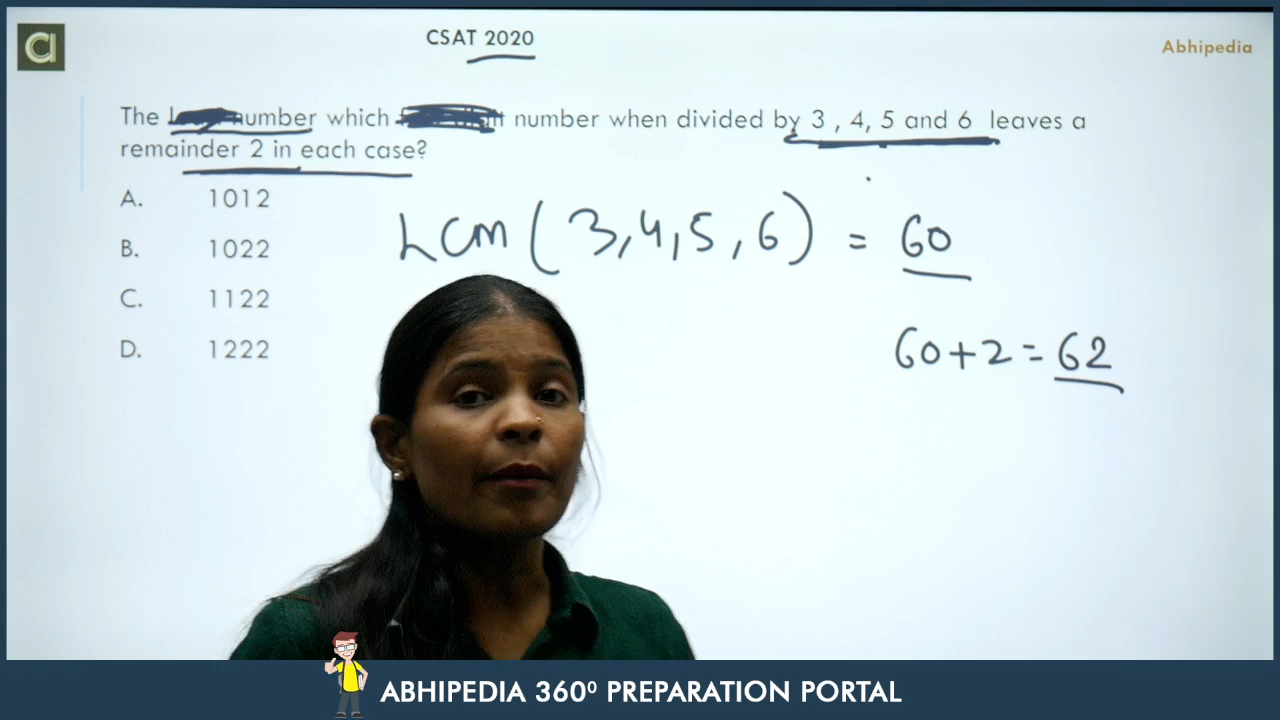 CSAT 2020
Abhipedia
The number which number when divided by 3 , 4, 5 and 6 leaves a
remainder 2 in each case?
A. 1012
B. 1022
C. 1122
D. 1222
LCM ( 3,4,5,6) = 60
60+2=62
ABHIPEDIA 360⁰ PREPARATION PORTAL